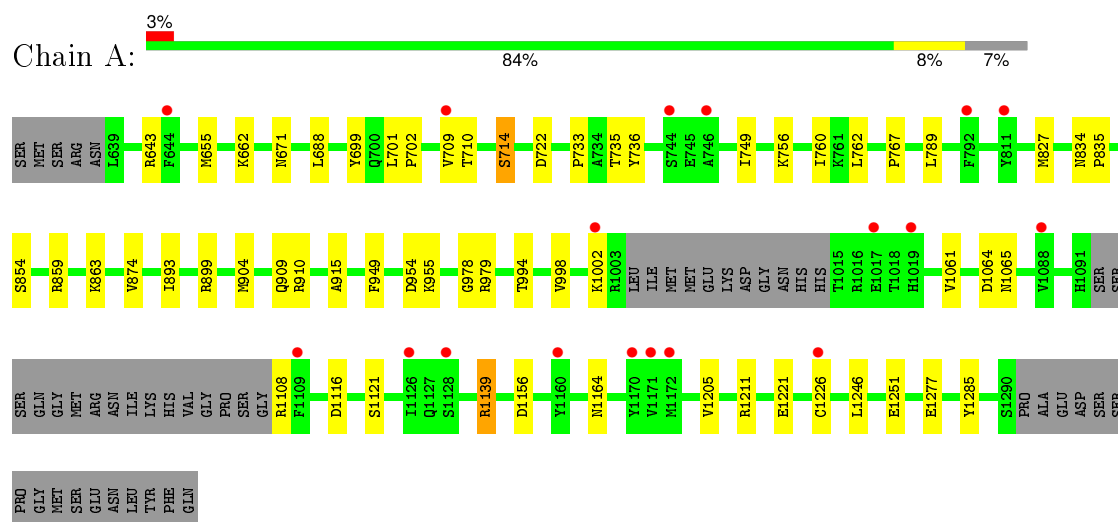 3%
Chain A:
84% 8% 7%
SER MET SER ARG ASN L639 R643 F644 M655 K662 N671 L688 Y699 Q700 L701 P702 V709 T710 S714 D722 P733 A734 T735 Y736 S744 E745 A746 I749 K756 I760 K761 L762 P767 L789 F792 Y811 M827 N834 P835
S854 R859 K863 V874 I893 R899 M904 Q909 R910 A915 F949 D954 K955 G978 R979 T994 V998 K1002 R1003 LEU ILE MET MET GLU LYS ASP GLY ASN HIS HIS T1015 R1016 E1017 T1018 H1019 V1061 D1064 N1065 V1088 H1091 SER SER
SER GLN GLY MET ARG ASN ILE LYS HIS VAL GLY PRO SER GLY R1108 F1109 D1116 S1121 I1126 Q1127 S1128 R1139 D1156 Y1160 N1164 Y1170 V1171 M1172 V1205 R1211 E1221 C1226 L1246 E1251 E1277 Y1285 S1290 PRO ALA GLU ASP SER SER
PRO GLY MET SER GLU ASN LEU TYR PHE GLN